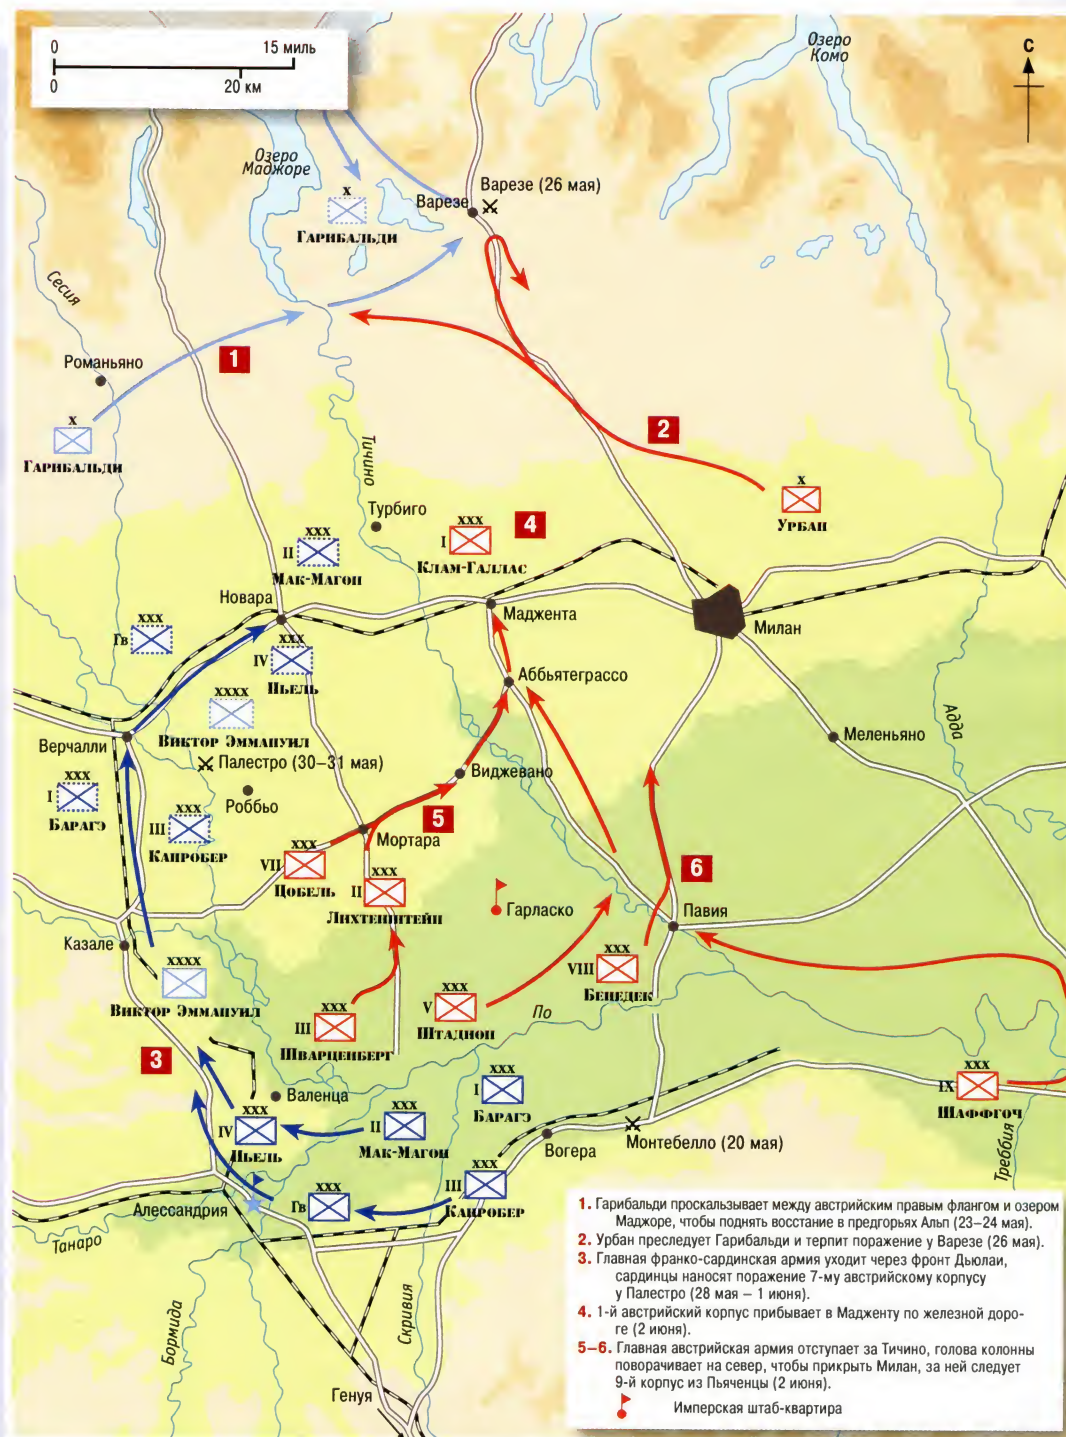 0 15 миль
0 20 км
Озеро
Комо
С
Озеро
Маджоре
x
Гарибальди
Варезе
Варезе (26 мая)
Сесия
Романьяно
1
x
Гарибальди
2
Тичино
x
Урбан
Турбиго
xxx
I
Клам-Галлас
4
xxx
II
Мак-Магон
Новара
Маджента
Милан
xxx
Гв
xxx
IV
Ньель
Аббьятеграссо
xxxx
Виктор Эммануил
Верчалли
Палестро (30–31 мая)
Адда
Меленьяно
Виджевано
xxx
I
Барагэ
Роббьо
xxx
III
Канробер
5
Мортара
xxx
VII
Цобель
xxx
II
Лихтенштейн
6
Гарласко
Павия
Казале
xxxx
Виктор Эммануил
xxx
VIII
Бенедек
xxx
V
Штадион
По
xxx
III
Шварценберг
3
Валенца
xxx
I
Барагэ
xxx
IX
Шаффгоч
xxx
IV
Ньель
xxx
II
Мак-Магон
Вогера
Монтебелло (20 мая)
Треббия
xxx
III
Канробер
xxx
Гв
Алессандрия
Танаро
Бормида
Скривия
Генуя
1. Гарибальди проскальзывает между австрийским правым флангом и озером
Маджоре, чтобы поднять восстание в предгорьях Альп (23–24 мая).
2. Урбан преследует Гарибальди и терпит поражение у Варезе (26 мая).
3. Главная франко-сардинская армия уходит через фронт Дьюлаи,
сардинцы наносят поражение 7-му австрийскому корпусу
у Палестро (28 мая – 1 июня).
4. 1-й австрийский корпус прибывает в Мадженту по железной доро-
ге (2 июня).
5–6. Главная австрийская армия отступает за Тичино, голова колонны
поворачивает на север, чтобы прикрыть Милан, за ней следует
9-й корпус из Пьяченцы (2 июня).
Имперская штаб-квартира